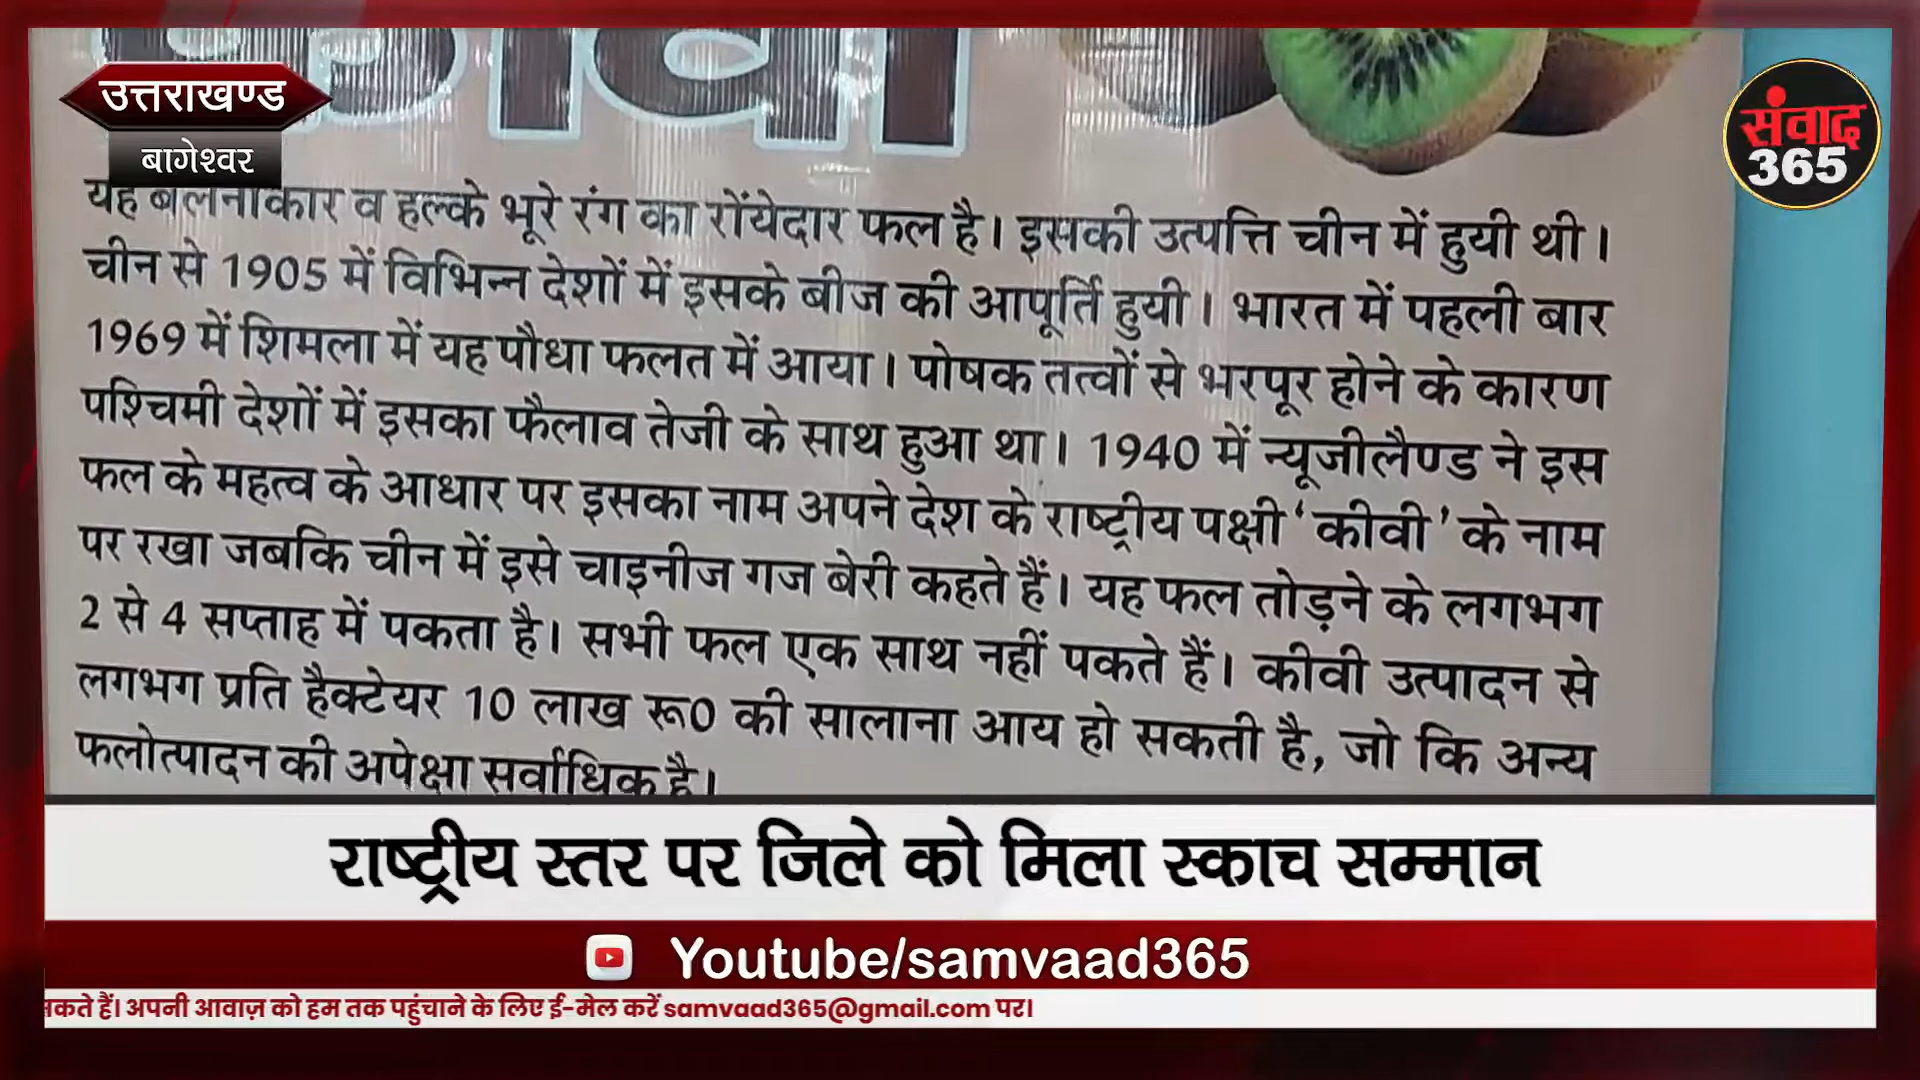 कीवी
उत्तराखण्ड
बागेश्वर
संवाद
365
यह बेलनाकार व हल्के भूरे रंग का रोंयेदार फल है। इसकी उत्पत्ति चीन में हुयी थी।
चीन से 1905 में विभिन्न देशों में इसके बीज की आपूर्ति हुयी। भारत में पहली बार
1969 में शिमला में यह पौधा फलत में आया। पोषक तत्वों से भरपूर होने के कारण
पश्चिमी देशों में इसका फैलाव तेजी के साथ हुआ था। 1940 में न्यूजीलैण्ड ने इस
फल के महत्व के आधार पर इसका नाम अपने देश के राष्ट्रीय पक्षी ‘कीवी’ के नाम
पर रखा जबकि चीन में इसे चाइनीज गज बेरी कहते हैं। यह फल तोड़ने के लगभग
2 से 4 सप्ताह में पकता है। सभी फल एक साथ नहीं पकते हैं। कीवी उत्पादन से
लगभग प्रति हैक्टेयर 10 लाख रू0 की सालाना आय हो सकती है, जो कि अन्य
फलोत्पादन की अपेक्षा सर्वाधिक है।
राष्ट्रीय स्तर पर जिले को मिला स्काच सम्मान
Youtube/samvaad365
सकते हैं। अपनी आवाज़ को हम तक पहुंचाने के लिए ई-मेल करें samvaad365@gmail.com पर।